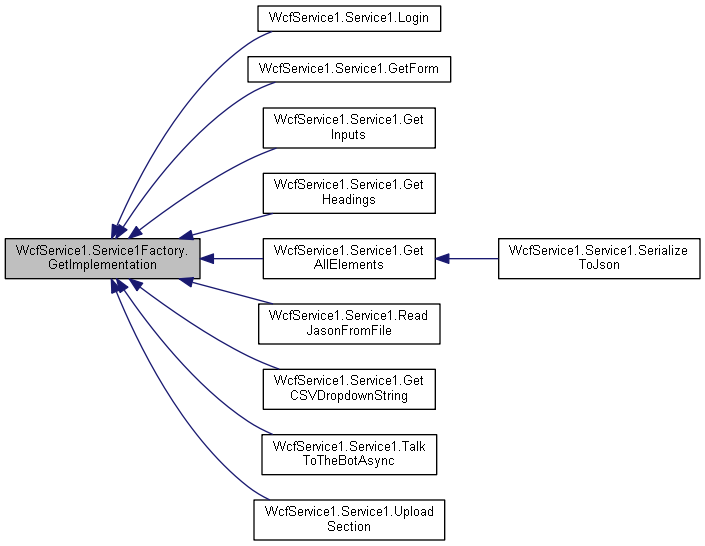 WcfService1.Service1.Login
WcfService1.Service1.GetForm
WcfService1.Service1.Get
Inputs
WcfService1.Service1.Get
Headings
WcfService1.Service1Factory.
GetImplementation
WcfService1.Service1.Get
AllElements
WcfService1.Service1.Serialize
ToJson
WcfService1.Service1.Read
JasonFromFile
WcfService1.Service1.Get
CSVDropdownString
WcfService1.Service1.Talk
ToTheBotAsync
WcfService1.Service1.Upload
Section